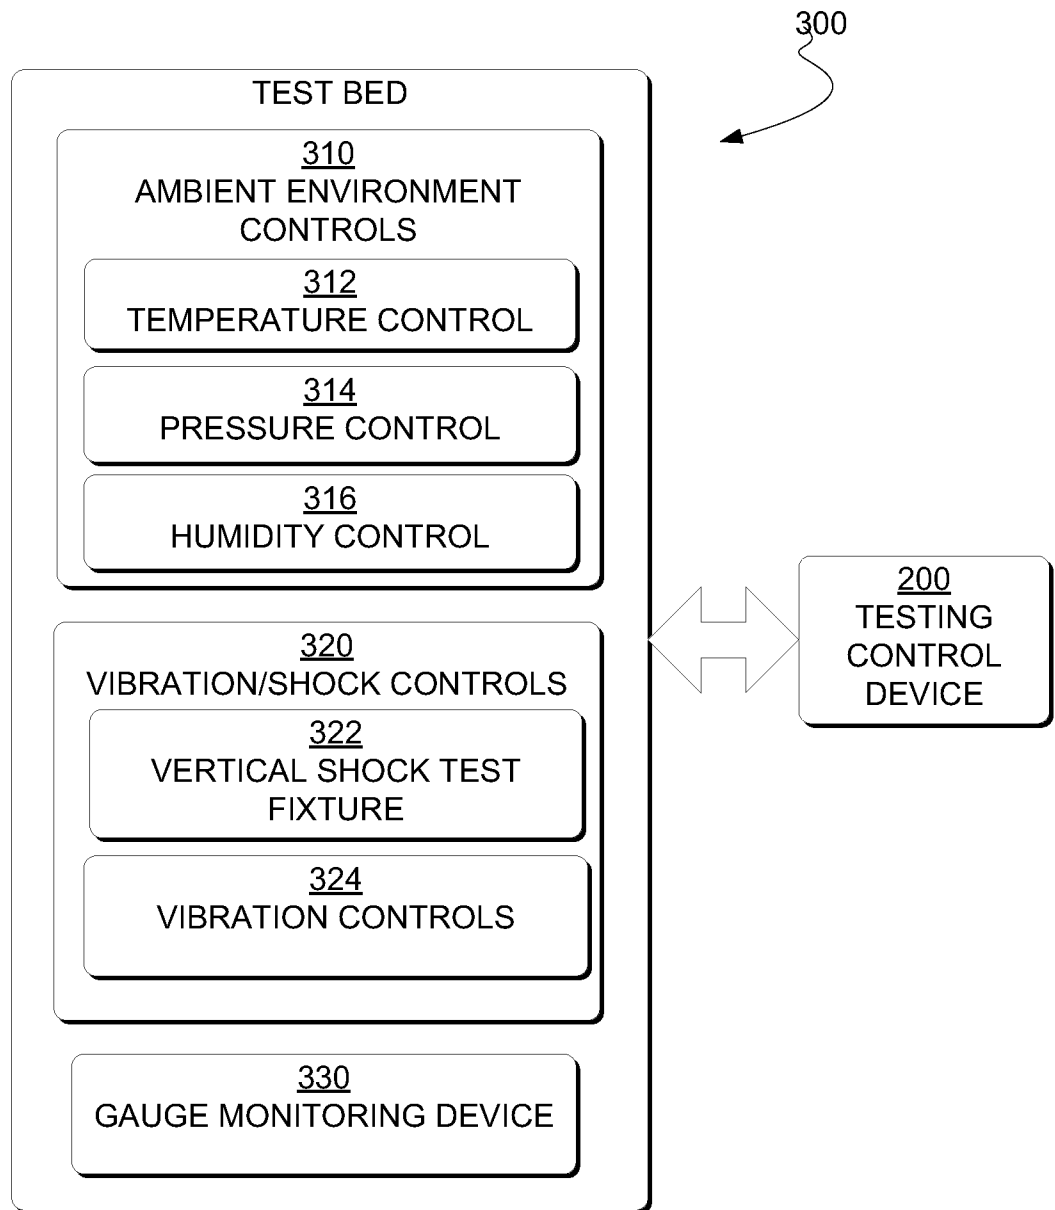 300
TEST BED
310
AMBIENT ENVIRONMENT
CONTROLS
312
TEMPERATURE CONTROL
314
PRESSURE CONTROL
316
HUMIDITY CONTROL
320
VIBRATION/SHOCK CONTROLS
322
VERTICAL SHOCK TEST
FIXTURE
324
VIBRATION CONTROLS
330
GAUGE MONITORING DEVICE
200
TESTING
CONTROL
DEVICE